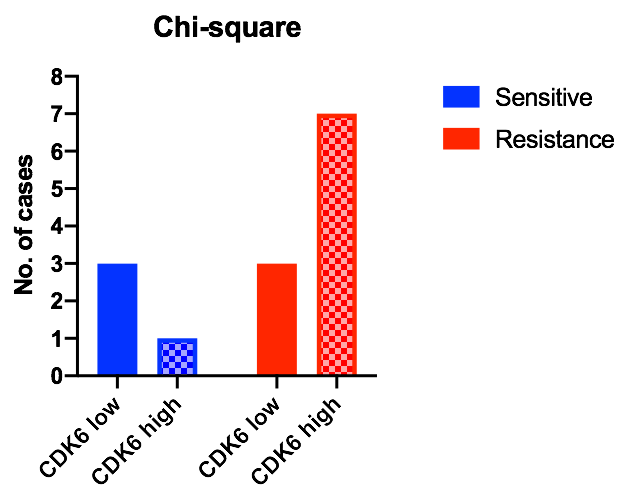 Chi-square
No. of cases
8
7
6
5
4
3
2
1
0
CDK6 low
CDK6 high
CDK6 low
CDK6 high
Sensitive
Resistance